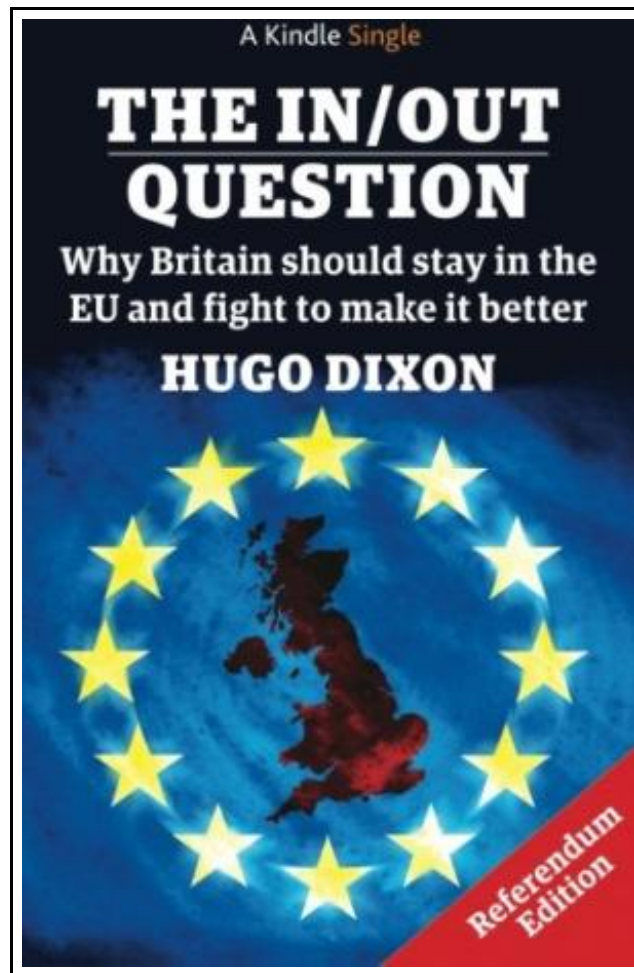 A Kindle Single
THE IN/OUT
QUESTION
Why Britain should stay in the
EU and fight to make it better
HUGO DIXON
Referendum
Edition